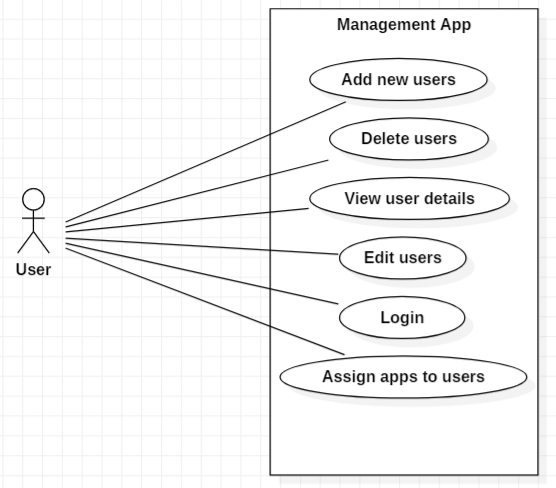 Management App
Add new users
Delete users
View user details
Edit users
Login
Assign apps to users
User